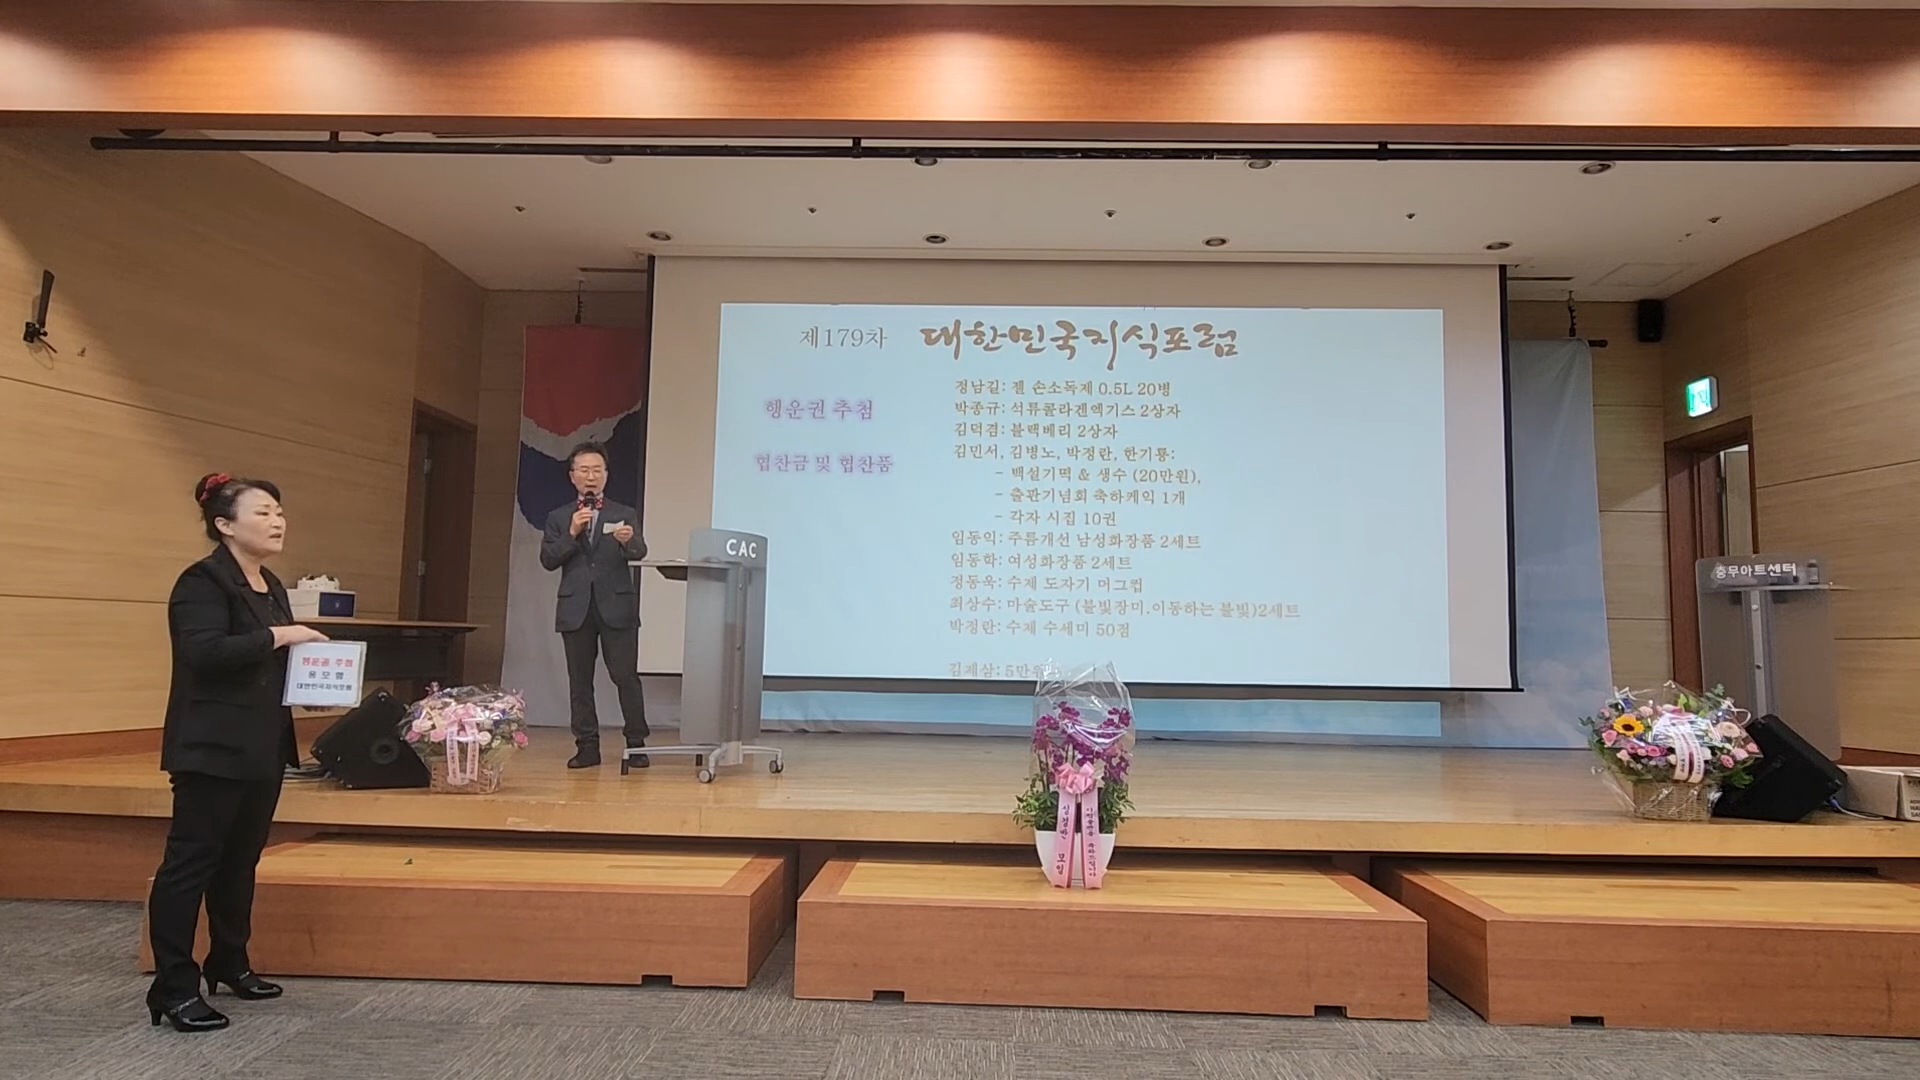 제179차 대한민국지식포럼
행운권 추첨
협찬금 및 협찬품
정남길: 젤 손소독제 0.5L 20병
박종규: 석류콜라겐엑기스 2상자
김덕겸: 블랙베리 2상자
김민서, 김병노, 박정란, 한기룡:
- 백설기떡 & 생수 (20만원),
- 출판기념회 축하케익 1개
- 각자 시집 10권
임동익: 주름개선 남성화장품 2세트
임동학: 여성화장품 2세트
정동욱: 수제 도자기 머그컵
최상수: 마술도구 (불빛장미.이동하는 불빛)2세트
박정란: 수제 수세미 50점
김재삼: 5만원
CAC
충무아트센터
행운권 추첨
응모함
대한민국지식포럼